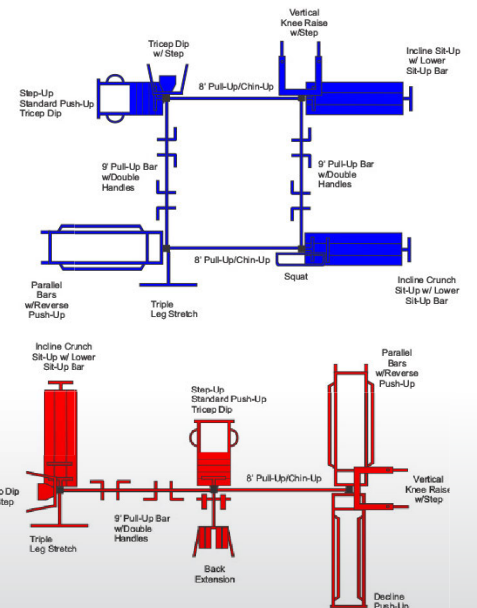 Vertical
Knee Raise
w/Step
Tricep Dip
w/ Step
Incline Sit-Up
w/ Lower
Sit-Up Bar
Step-Up
Standard Push-Up
Tricep Dip
8' Pull-Up/Chin-Up
9' Pull-Up Bar
w/Double
Handles
9' Pull-Up Bar
w/Double
Handles
8' Pull-Up/Chin-Up
Squat
Parallel
Bars
w/Reverse
Push-Up
Triple
Leg Stretch
Incline Crunch
Sit-Up w/ Lower
Sit-Up Bar
Incline Crunch
Sit-Up w/ Lower
Sit-Up Bar
Step-Up
Standard Push-Up
Tricep Dip
Parallel
Bars
w/Reverse
Push-Up
8' Pull-Up/Chin-Up
Vertical
Knee Raise
w/Step
p Dip
Step
9' Pull-Up Bar
w/Double
Handles
Triple
Leg Stretch
Back
Extension
Decline
Push-Up